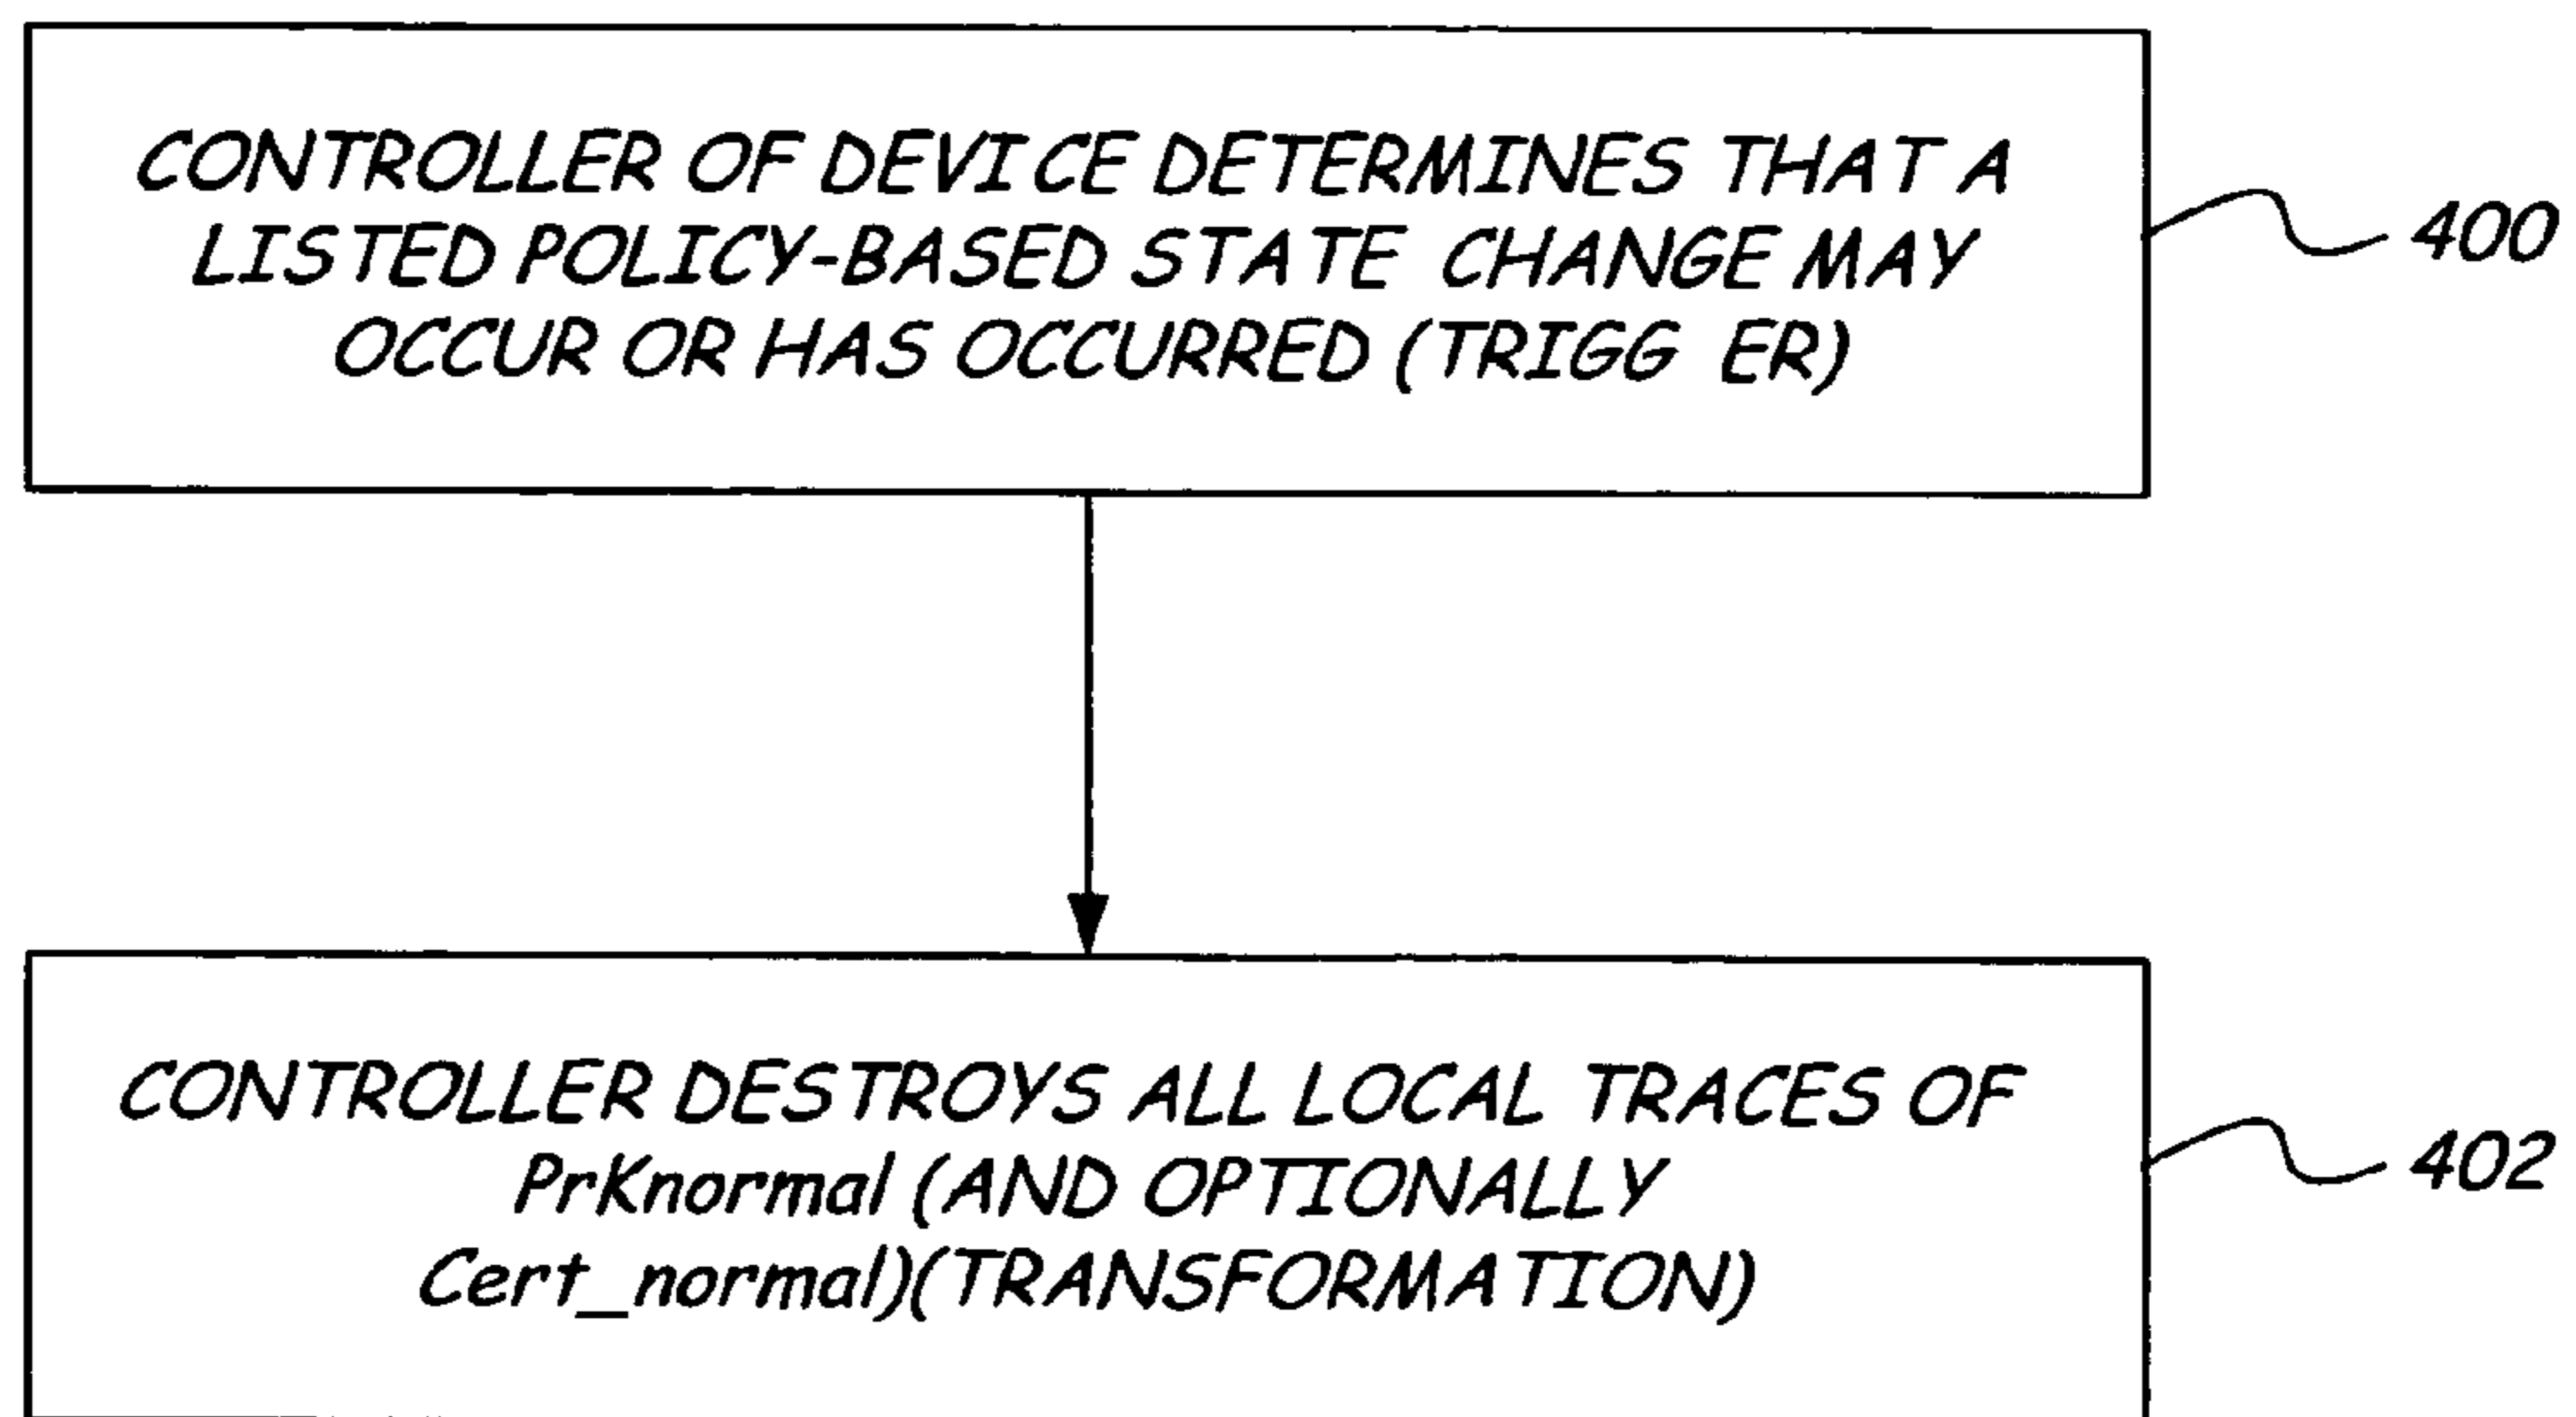 CONTROLLER OF DEVICE DETERMINES THAT A
LISTED POLICY-BASED STATE CHANGE MAY
OCCUR OR HAS OCCURRED (TRIGG ER)
400
CONTROLLER DESTROYS ALL LOCAL TRACES OF
PrKnormal (AND OPTIONALLY
Cert_normal)(TRANSFORMATION)
402